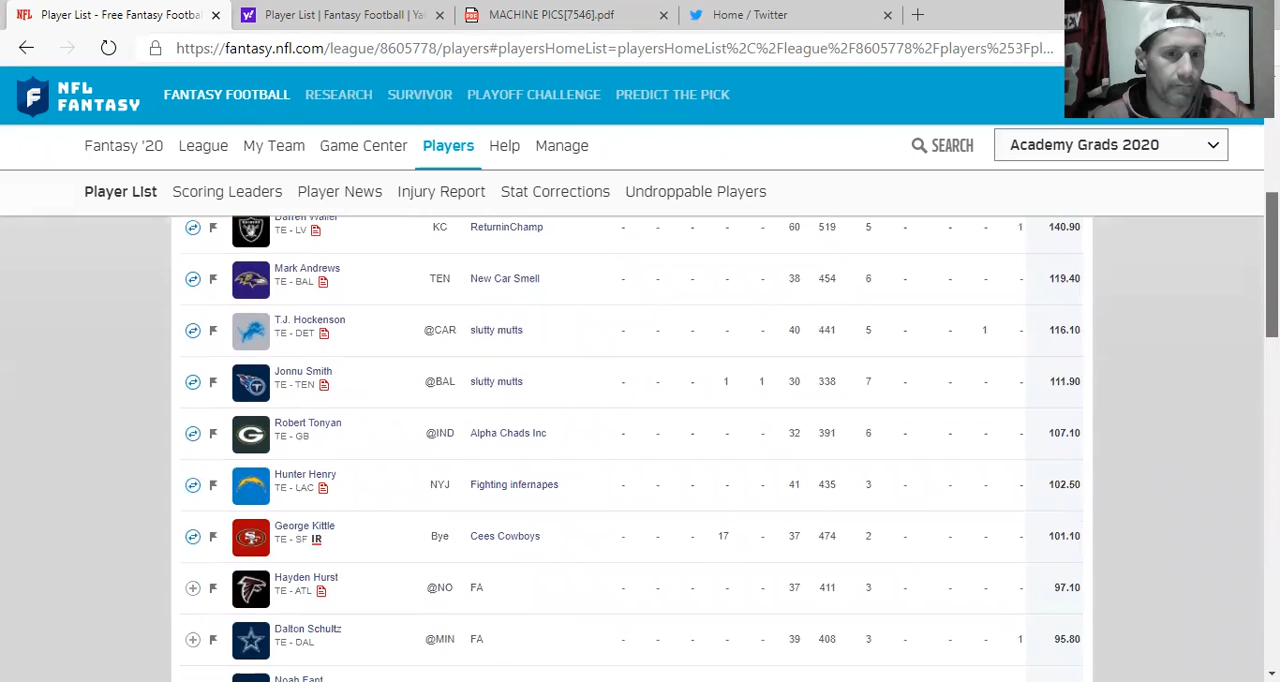 Player List - Free Fantasy Footba
Player List | Fantasy Football | Ya
MACHINE PICS[7546].pdf
Home / Twitter
https://fantasy.nfl.com/league/8605778/players#playersHomeList=playersHomeList%2C%2Fleague%2F8605778%2Fplayers%253Fpl...
NFL FANTASY
FANTASY FOOTBALL RESEARCH SURVIVOR PLAYOFF CHALLENGE PREDICT THE PICK
Fantasy '20 League My Team Game Center Players Help Manage SEARCH Academy Grads 2020
Player List Scoring Leaders Player News Injury Report Stat Corrections Undroppable Players
Darren Waller
TE - LV KC ReturninChamp - - - - - 60 519 5 - - - 1 140.90
Mark Andrews
TE - BAL TEN New Car Smell - - - - - 38 454 6 - - - - 119.40
T.J. Hockenson
TE - DET @CAR slutty mutts - - - - - 40 441 5 - - 1 - 116.10
Jonnu Smith
TE - TEN @BAL slutty mutts - - - 1 1 30 338 7 - - - - 111.90
Robert Tonyan
TE - GB @IND Alpha Chads Inc - - - - - 32 391 6 - - - - 107.10
Hunter Henry
TE - LAC NYJ Fighting infernapes - - - - - 41 435 3 - - - - 102.50
George Kittle
TE - SF IR Bye Cees Cowboys - - - 17 - 37 474 2 - - - - 101.10
Hayden Hurst
TE - ATL @NO FA - - - - - 37 411 3 - - - - 97.10
Dalton Schultz
TE - DAL @MIN FA - - - - - 39 408 3 - - - 1 95.80
Noah Fant